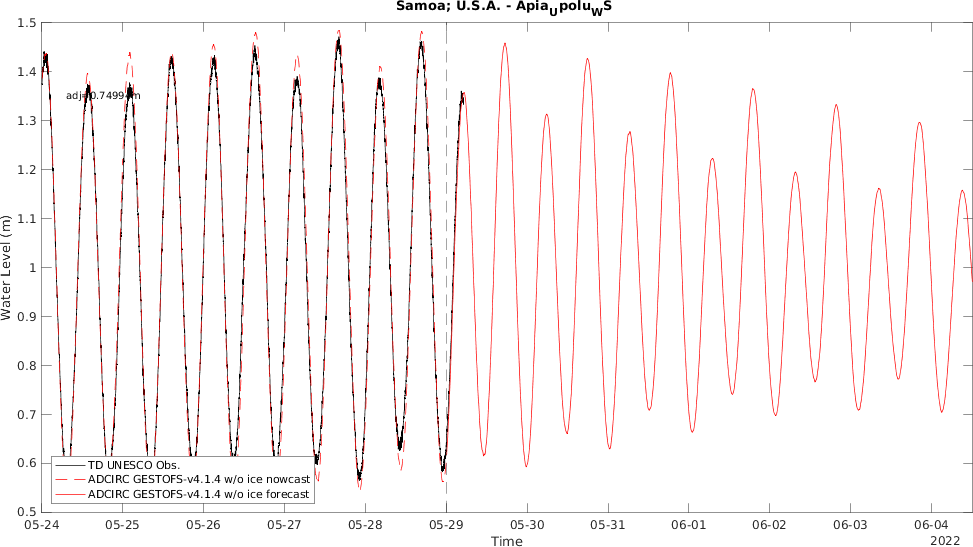 Samoa; U.S.A. - ApiaUpoluWS
1.5
1.4
1.3
1.2
1.1
1
0.9
0.8
0.7
0.6
0.5
Water Level (m)
adj=0.7499 m
TD UNESCO Obs.
ADCIRC GESTOFS-v4.1.4 w/o ice nowcast
ADCIRC GESTOFS-v4.1.4 w/o ice forecast
05-24 05-25 05-26 05-27 05-28 05-29 05-30 05-31 06-01 06-02 06-03 06-04
Time
2022